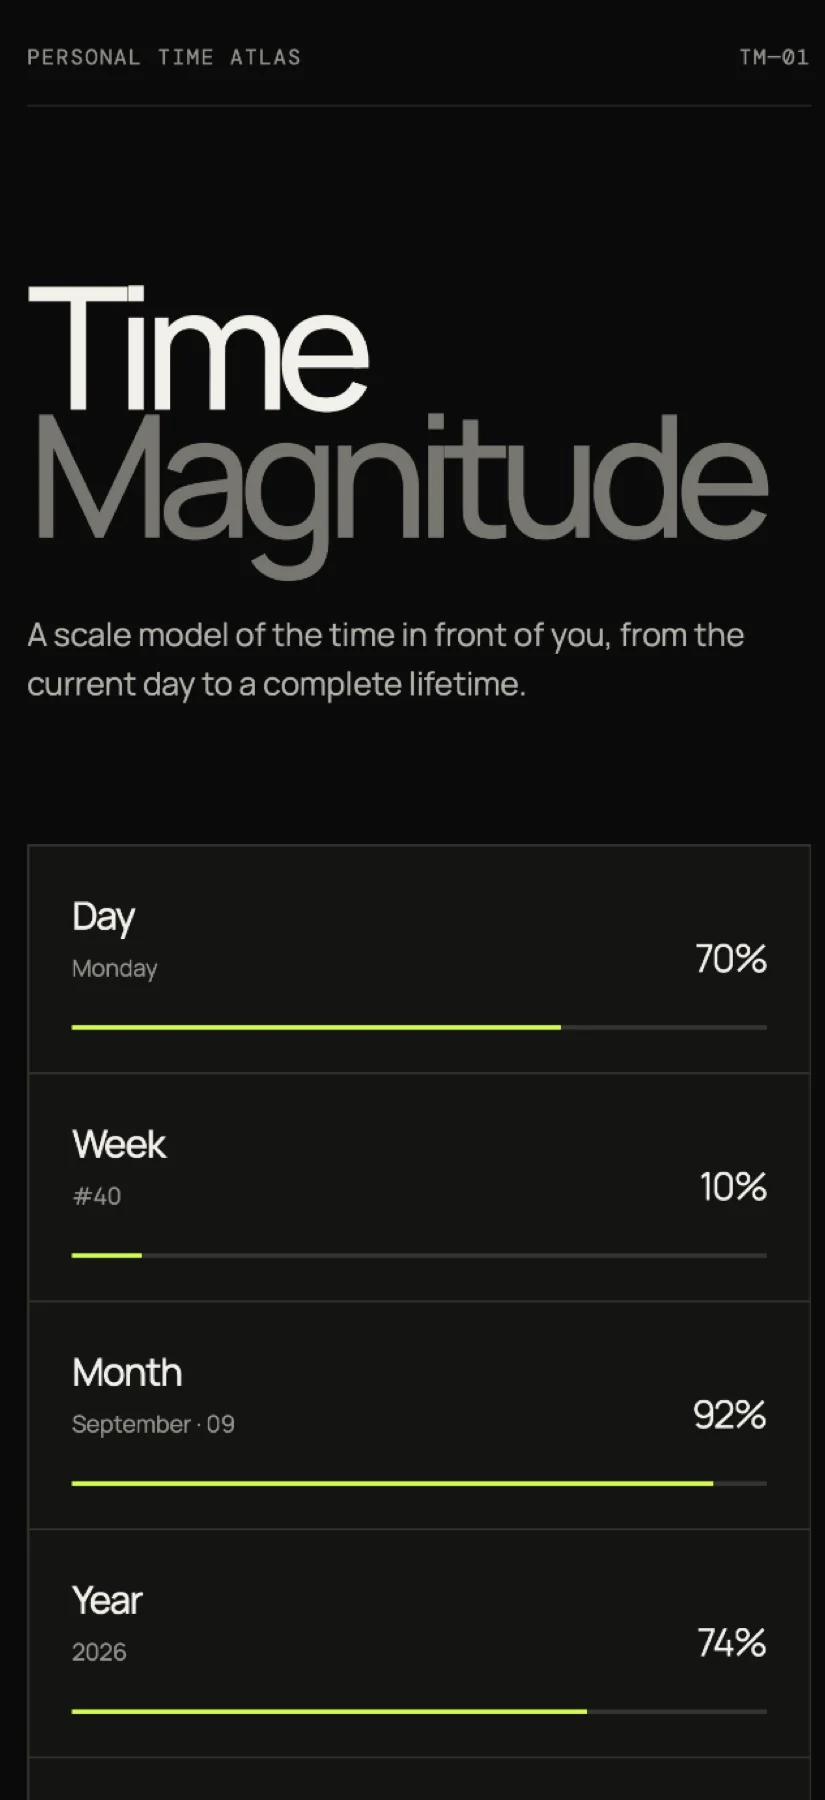 PERSONAL TIME ATLAS
TM—01
Time
Magnitude
A scale model of the time in front of you, from the
current day to a complete lifetime.
Day
Monday
70%
Week
#40
10%
Month
September · 09
92%
Year
2026
74%